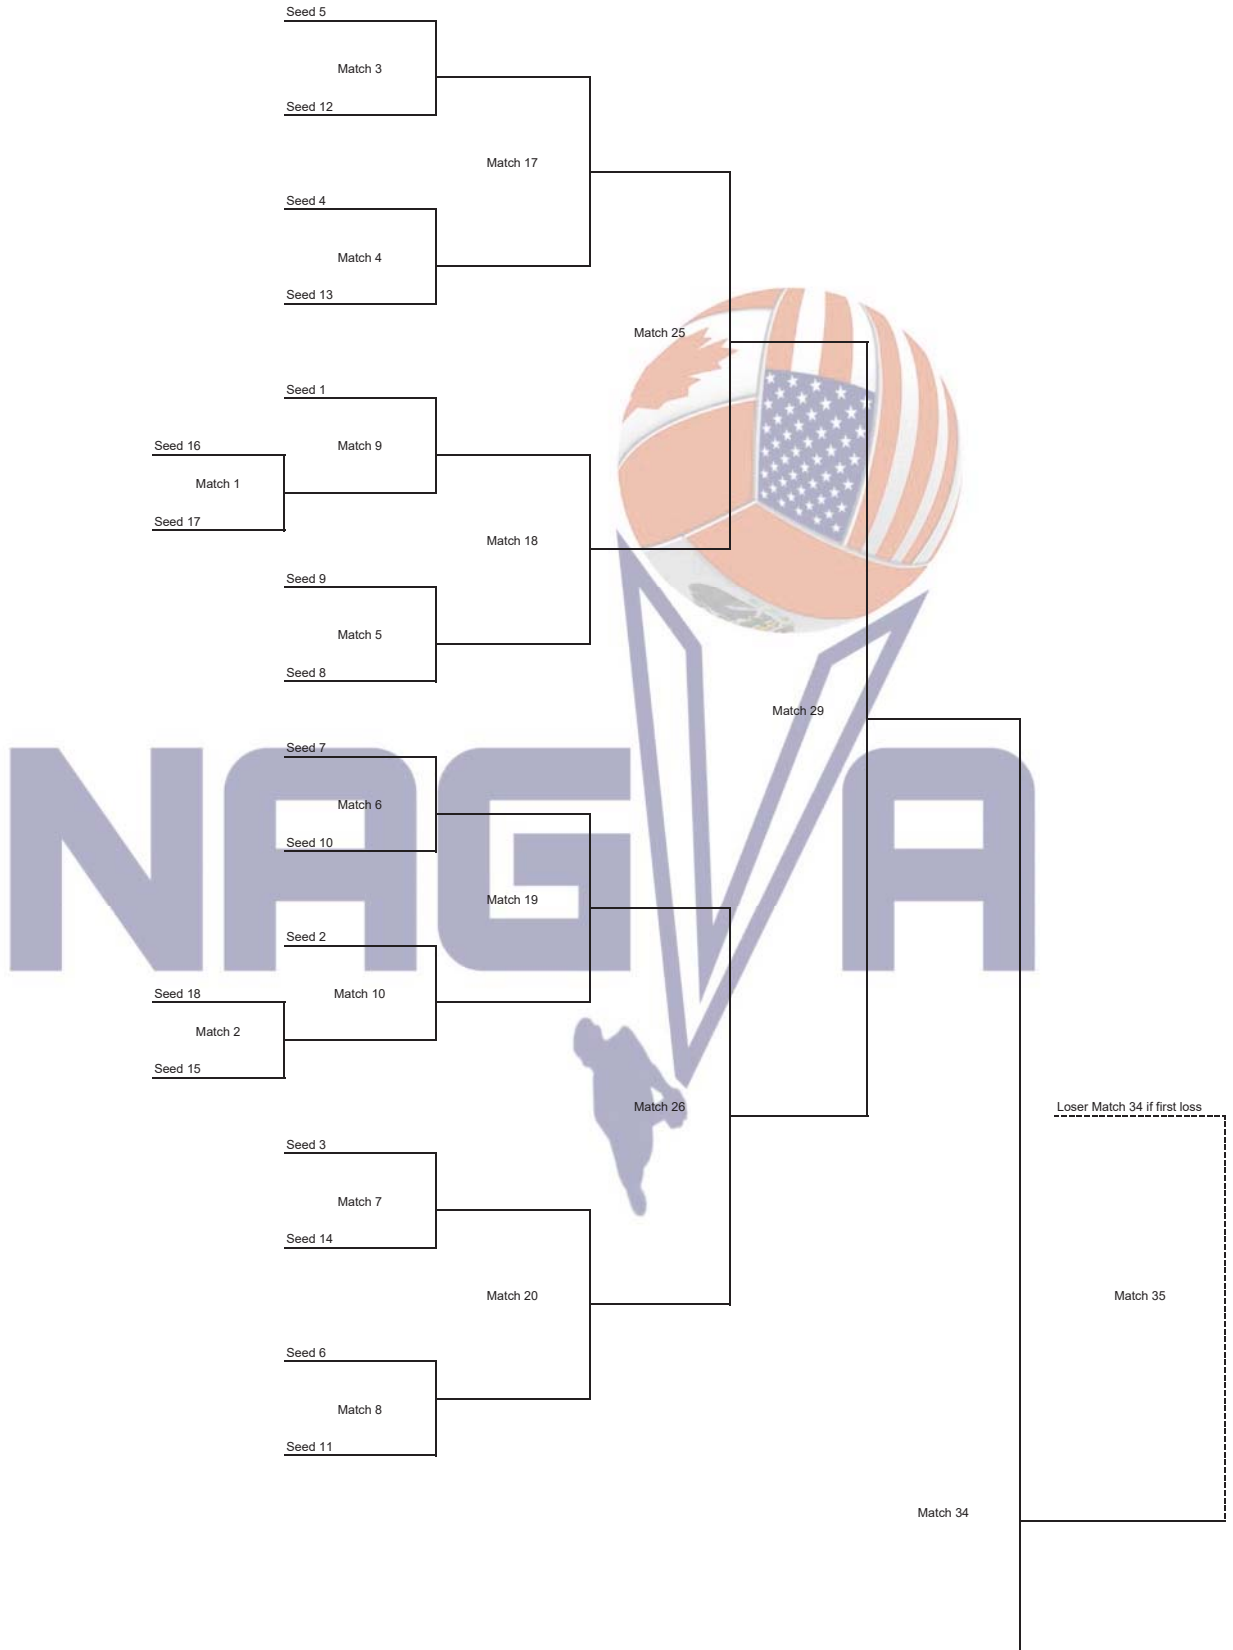 Seed 5
Match 3
Seed 12
Match 17
Seed 4
Match 4
Seed 13
Match 25
Seed 1
Seed 16
Match 9
Match 1
Seed 17
Match 18
Seed 9
Match 5
Seed 8
Match 29
Seed 7
Match 6
Seed 10
Match 19
Seed 2
Seed 18
Match 10
Match 2
Seed 15
Match 26
Loser Match 34 if first loss
Seed 3
Match 7
Seed 14
Match 20
Match 35
Seed 6
Match 8
Seed 11
Match 34
NAGVA